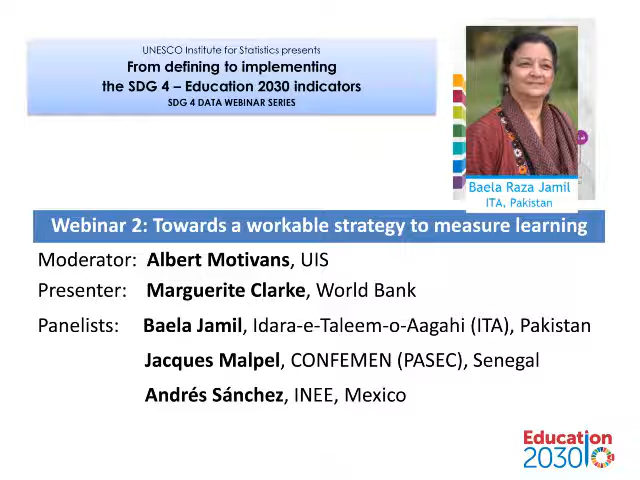 UNESCO Institute for Statistics presents
From defining to implementing
the SDG 4 – Education 2030 indicators
SDG 4 DATA WEBINAR SERIES
Baela Raza Jamil
ITA, Pakistan
Webinar 2: Towards a workable strategy to measure learning
Moderator: Albert Motivans, UIS
Presenter: Marguerite Clarke, World Bank
Panelists: Baela Jamil, Idara-e-Taleem-o-Aagahi (ITA), Pakistan
Jacques Malpel, CONFEMEN (PASEC), Senegal
Andrés Sánchez, INEE, Mexico
Education
2030